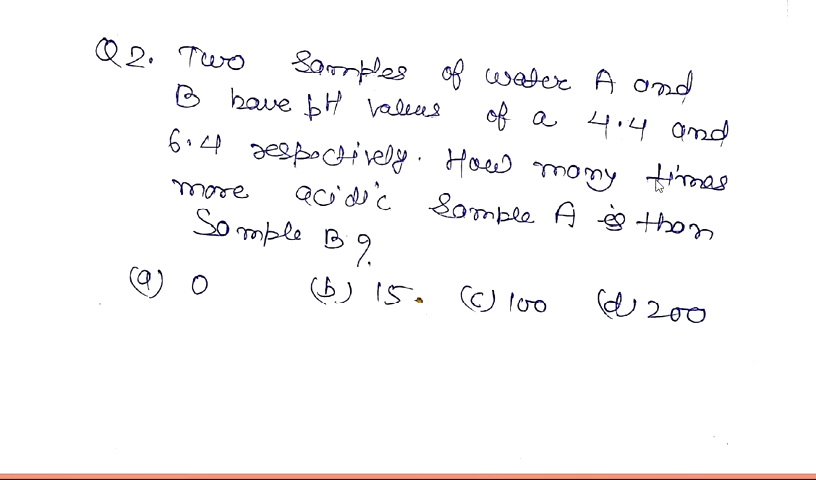 Q2. Two Samples of water A and
B have pH values of a 4.4 and
6.4 respectively. How many times
more acidic Sample A is than
Sample B?
(a) 0 (b) 15. (c) 100 (d) 200